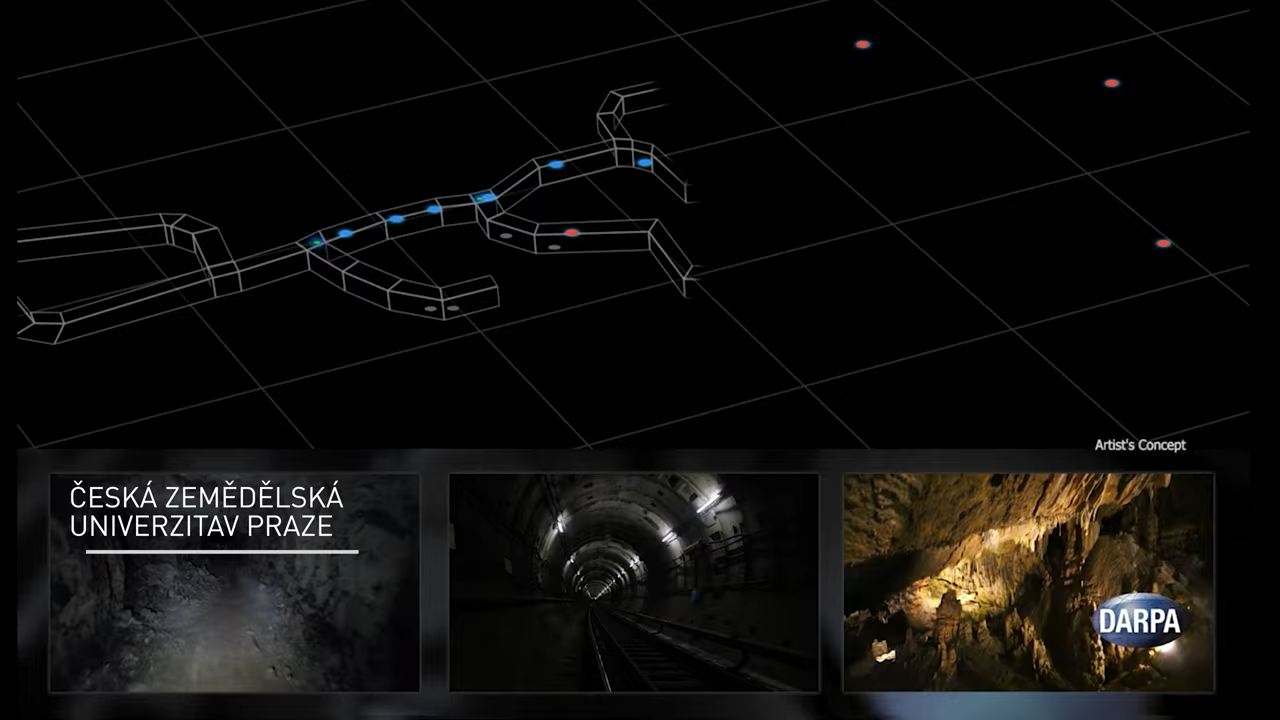 Artist's Concept
ČESKÁ ZEMĚDĚLSKÁ
UNIVERZITAV PRAZE
DARPA